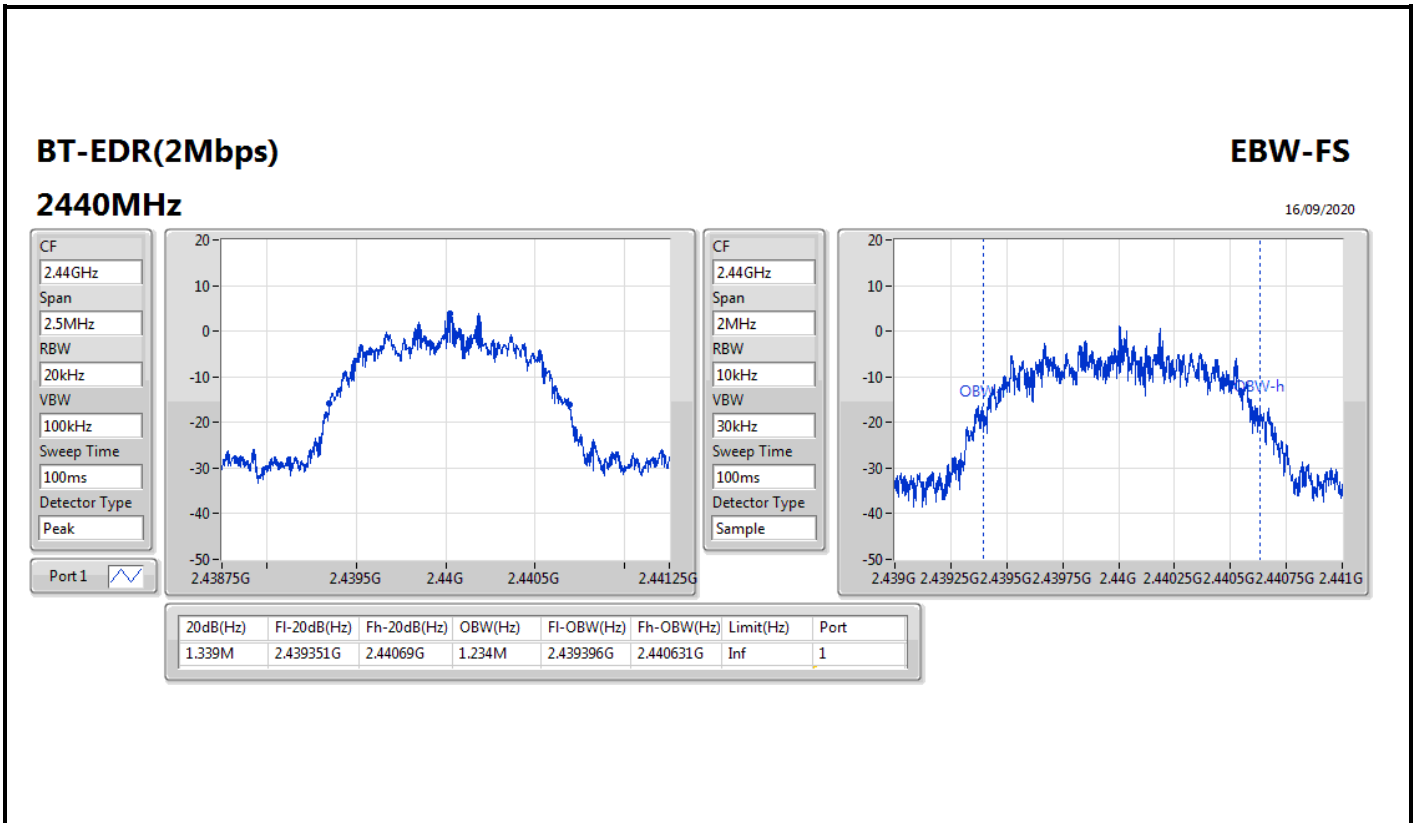 BT-EDR(2Mbps)
EBW-FS
2440MHz
16/09/2020
CF
2.44GHz
Span
2.5MHz
RBW
20kHz
VBW
100kHz
Sweep Time
100ms
Detector Type
Peak
Port 1
20
10
0
-10
-20
-30
-40
-50
2.43875G 2.4395G 2.44G 2.4405G 2.44125G
CF
2.44GHz
Span
2MHz
RBW
10kHz
VBW
30kHz
Sweep Time
100ms
Detector Type
Sample
20
10
0
-10
-20
-30
-40
-50
OBW-h
2.439G 2.43925G 2.4395G 2.43975G 2.44G 2.44025G 2.4405G 2.44075G 2.441G
20dB(Hz) Fl-20dB(Hz) Fh-20dB(Hz) OBW(Hz) Fl-OBW(Hz) Fh-OBW(Hz) Limit(Hz) Port
1.339M 2.439351G 2.44069G 1.234M 2.439396G 2.440631G Inf 1